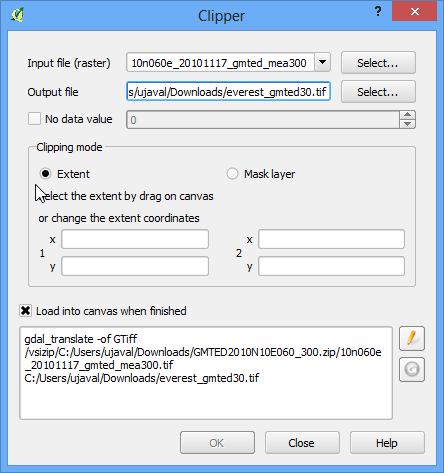 Clipper
?
Input file (raster) 10n060e_20101117_gmted_mea300 Select...
Output file s/ujaval/Downloads/everest_gmted30.tif Select...
No data value 0
Clipping mode
Extent Mask layer
select the extent by drag on canvas
or change the extent coordinates
x x
1 2
y y
Load into canvas when finished
gdal_translate -of GTiff
/vsizip/C:/Users/ujaval/Downloads/GMTED2010N10E060_300.zip/10n060e
_20101117_gmted_mea300.tif
C:/Users/ujaval/Downloads/everest_gmted30.tif
OK Close Help